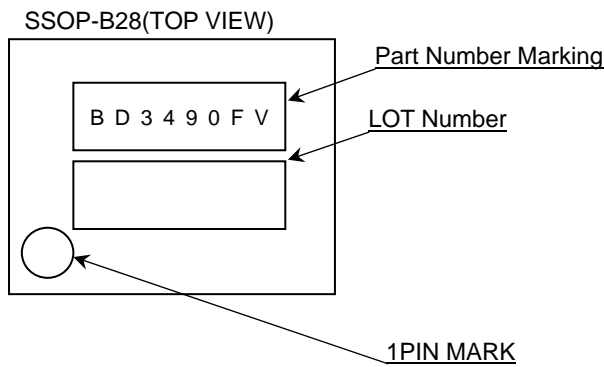 SSOP-B28(TOP VIEW)
Part Number Marking
B D 3 4 9 0 F V
LOT Number
1PIN MARK